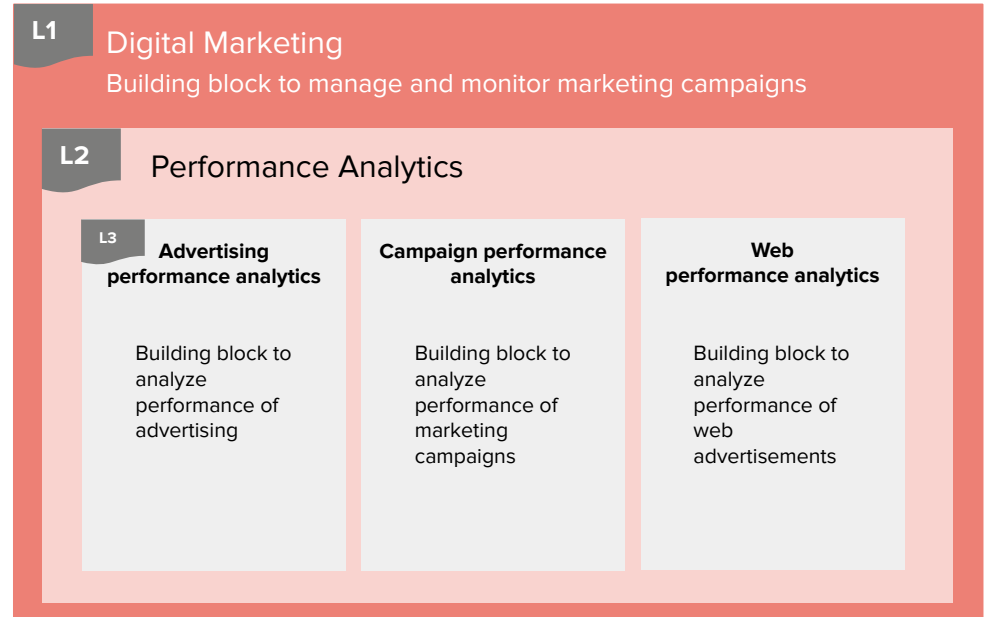 L1
Digital Marketing
Building block to manage and monitor marketing campaigns
L2
Performance Analytics
L3
Advertising
performance analytics
Building block to
analyze
performance of
advertising
Campaign performance
analytics
Building block to
analyze
performance of
marketing
campaigns
Web
performance analytics
Building block to
analyze
performance of
web
advertisements